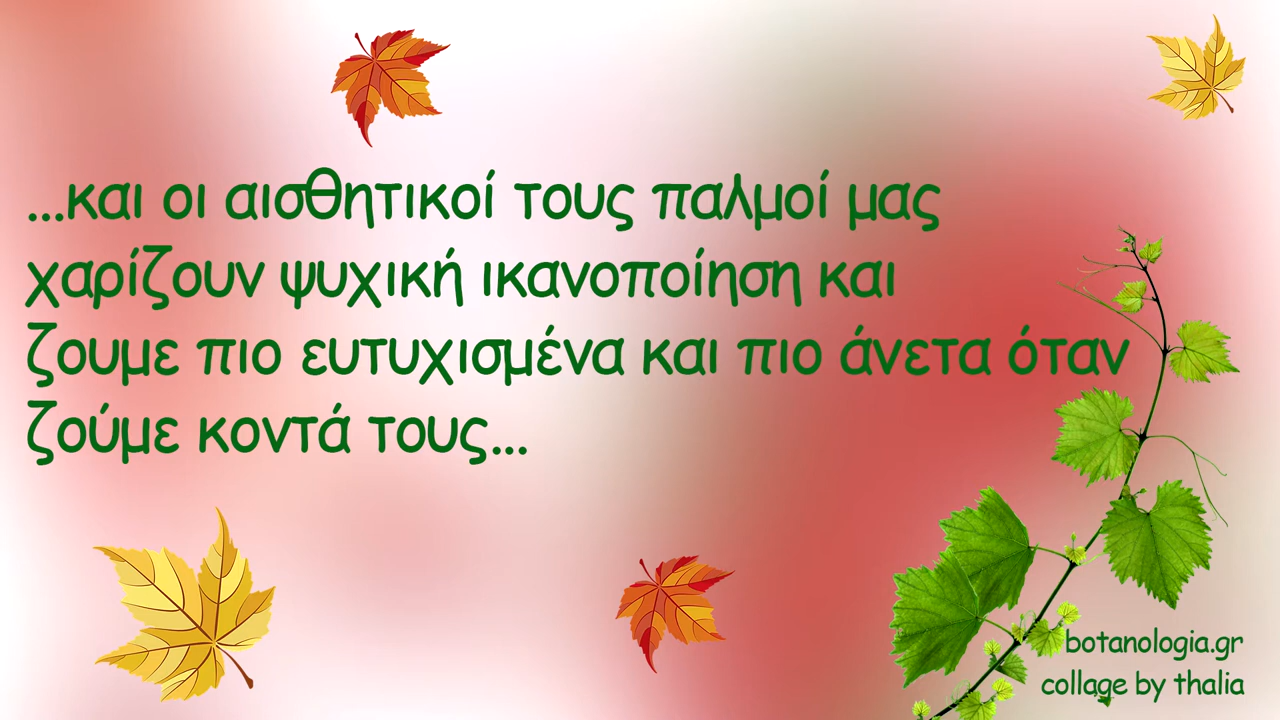 ...και οι αισθητικοί τους παλμοί μας
χαρίζουν ψυχική ικανοποίηση και
ζουμε πιο ευτυχισμένα και πιο άνετα όταν
ζούμε κοντά τους...
botanologia.gr
collage by thalia